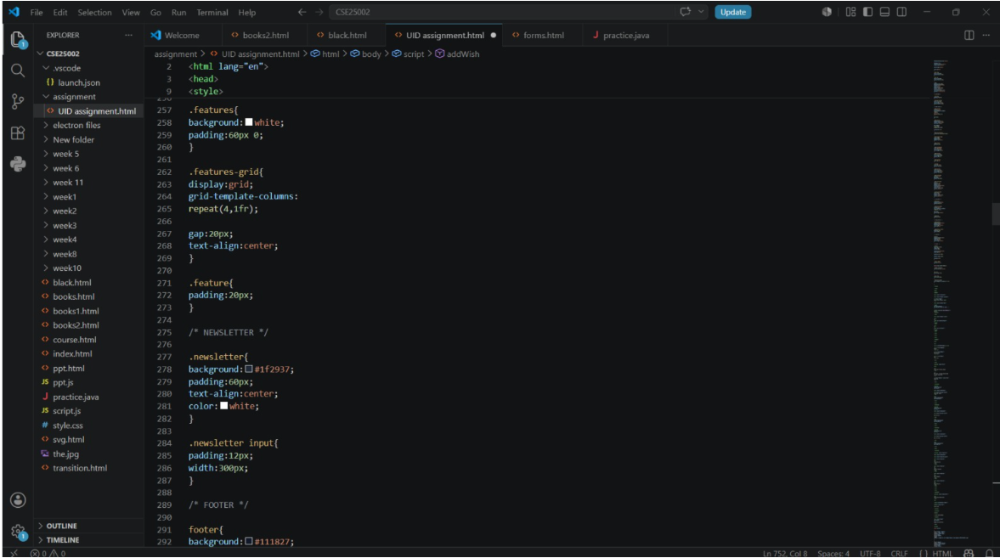 File Edit Selection View Go Run Terminal Help
CSE25002
Update
EXPLORER
Welcome
books2.html
black.html
UID assignment.html
forms.html
J practice.java
assignment > UID assignment.html > html > body > script > addWish
CSE25002
.vscode
{} launch.json
assignment
UID assignment.html
electron files
New folder
week 5
week 6
week 11
week1
week2
week3
week4
week8
week10
black.html
books.html
books1.html
books2.html
course.html
index.html
ppt.html
JS ppt.js
J practice.java
JS script.js
# style.css
svg.html
the.jpg
transition.html
OUTLINE
TIMELINE
2 <html lang="en">
3 <head>
9 <style>
257 .features{
258 background: white;
259 padding:60px 0;
260 }
261
262 .features-grid{
263 display:grid;
264 grid-template-columns:
265 repeat(4,1fr);
266
267 gap:20px;
268 text-align:center;
269 }
270
271 .feature{
272 padding:20px;
273 }
274
275 /* NEWSLETTER */
276
277 .newsletter{
278 background: #1f2937;
279 padding:60px;
280 text-align:center;
281 color: white;
282 }
283
284 .newsletter input{
285 padding:12px;
286 width:300px;
287 }
288
289 /* FOOTER */
290
291 footer{
292 background: #111827;
1
1
0 0
Ln 752, Col 8 Spaces: 4 UTF-8 CRLF {} HTML